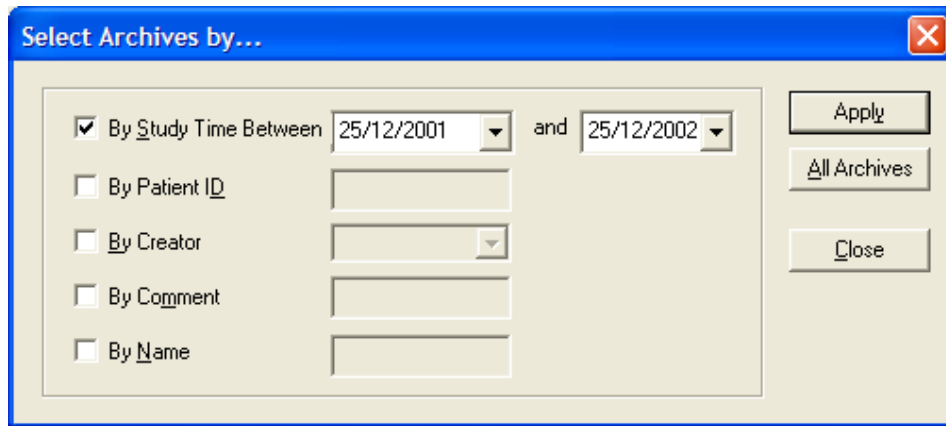 Select Archives by...
By Study Time Between 25/12/2001 and 25/12/2002
By Patient ID
By Creator
By Comment
By Name
Apply
All Archives
Close